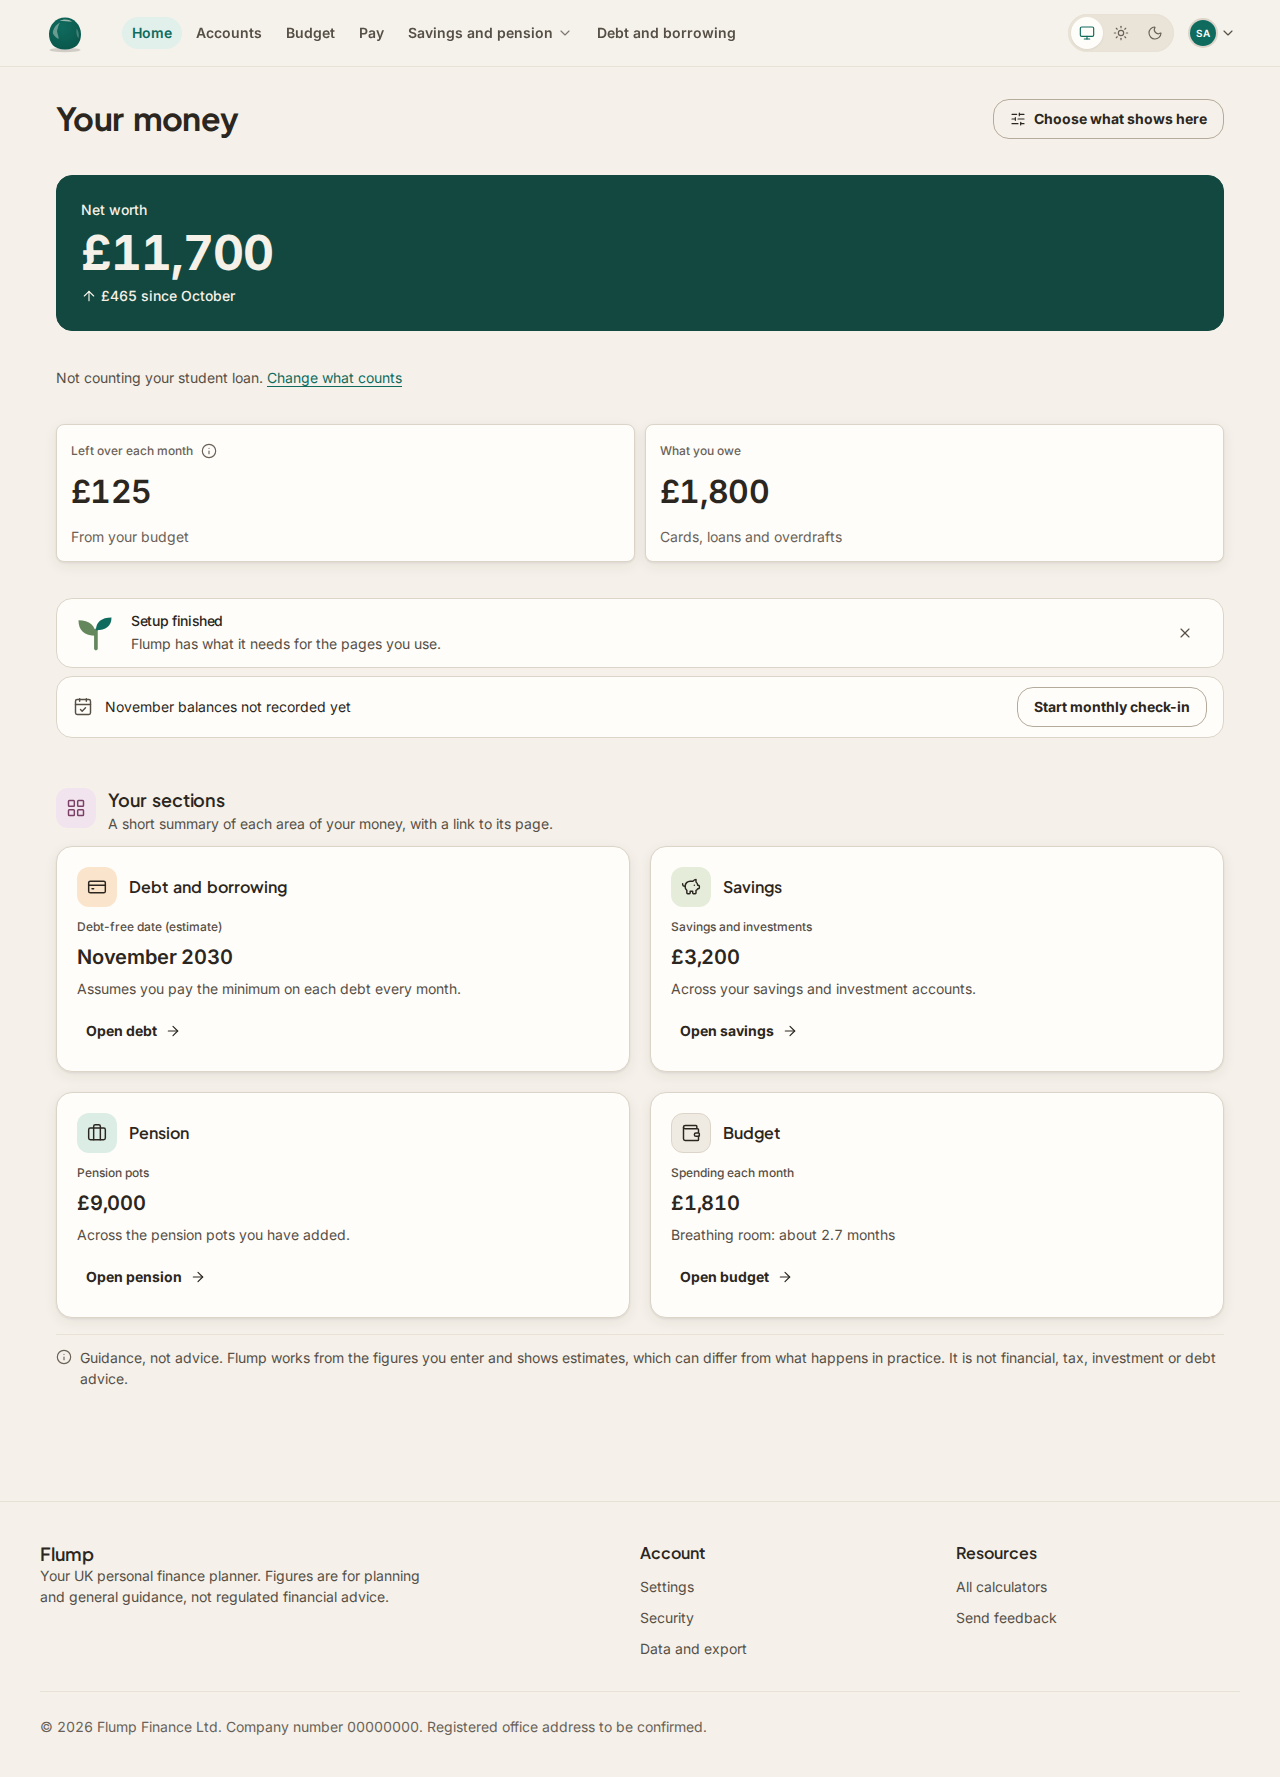 Home Accounts Budget Pay Savings and pension Debt and borrowing SA
Your money
Choose what shows here
Net worth
£11,700
£465 since October
Not counting your student loan. Change what counts
Left over each month
£125
From your budget
What you owe
£1,800
Cards, loans and overdrafts
Setup finished
Flump has what it needs for the pages you use.
November balances not recorded yet
Start monthly check-in
Your sections
A short summary of each area of your money, with a link to its page.
Debt and borrowing
Debt-free date (estimate)
November 2030
Assumes you pay the minimum on each debt every month.
Open debt
Savings
Savings and investments
£3,200
Across your savings and investment accounts.
Open savings
Pension
Pension pots
£9,000
Across the pension pots you have added.
Open pension
Budget
Spending each month
£1,810
Breathing room: about 2.7 months
Open budget
Guidance, not advice. Flump works from the figures you enter and shows estimates, which can differ from what happens in practice. It is not financial, tax, investment or debt
advice.
Flump
Your UK personal finance planner. Figures are for planning
and general guidance, not regulated financial advice.
Account
Settings
Security
Data and export
Resources
All calculators
Send feedback
© 2026 Flump Finance Ltd. Company number 00000000. Registered office address to be confirmed.